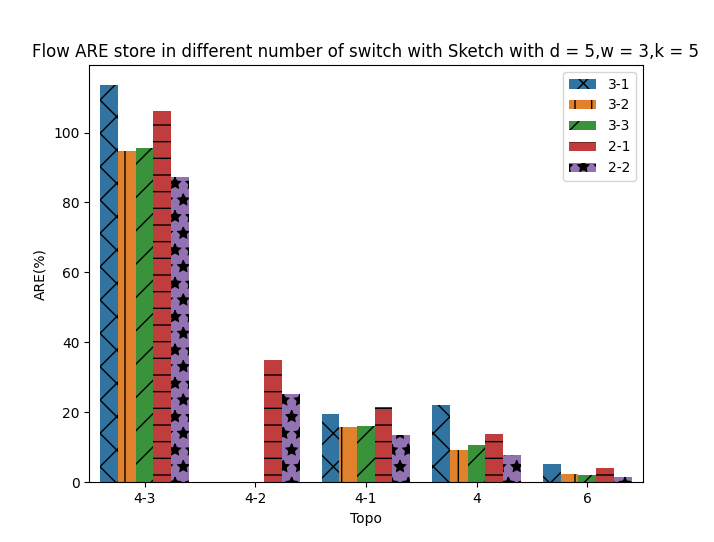 Flow ARE store in different number of switch with Sketch with d = 5,w = 3,k = 5
3-1
3-2
3-3
2-1
2-2
100
80
60
40
20
0
ARE(%)
4-3 4-2 4-1 4 6
Topo